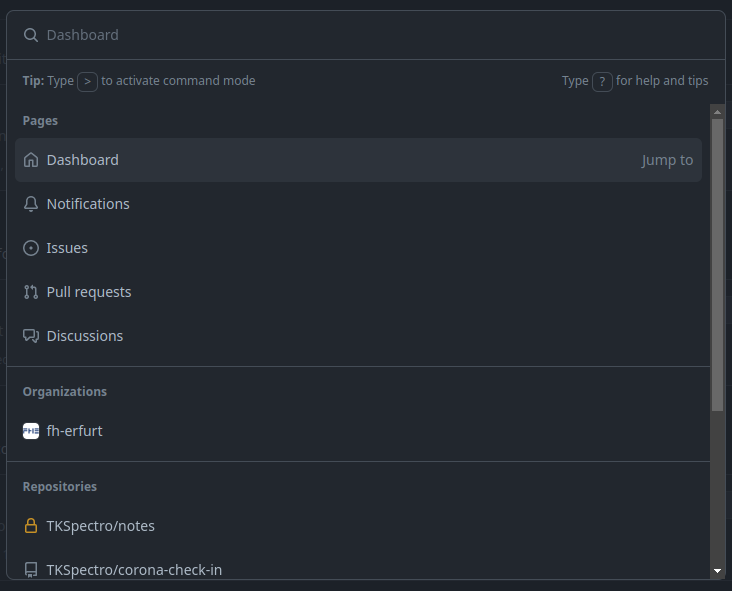 Dashboard
Tip: Type > to activate command mode Type ? for help and tips
Pages
Dashboard Jump to
Notifications
Issues
Pull requests
Discussions
Organizations
FHE fh-erfurt
Repositories
TKSpectro/notes
TKSpectro/corona-check-in